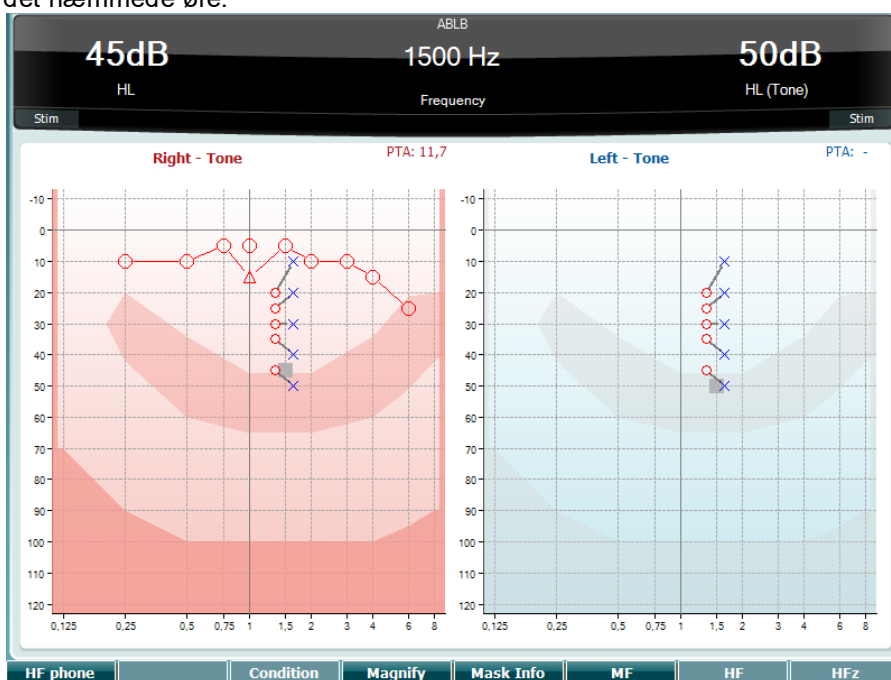 det hæmmede øre.
ABLB
45dB 1500 Hz 50dB
HL Frequency HL (Tone)
Stim Stim
Right - Tone PTA: 11,7 Left - Tone PTA: -
-10 -10
0 0
10 10
20 20
30 30
40 40
50 50
60 60
70 70
80 80
90 90
100 100
110 110
120 120
0,125 0,25 0,5 0,75 1 1,5 2 3 4 6 8 0,125 0,25 0,5 0,75 1 1,5 2 3 4 6 8
HF phone Condition Magnify Mask Info MF HF HFz